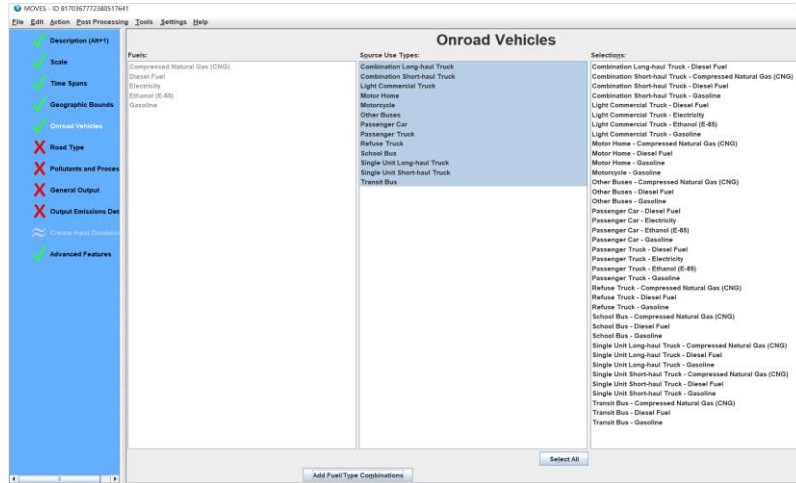 MOVES - ID 8170367772380517641
File Edit Action Post Processing Tools Settings Help
Description (Alt+1)
Scale
Time Spans
Geographic Bounds
Onroad Vehicles
Road Type
Pollutants and Proces
General Output
Output Emissions Det
Create Input Database
Advanced Features
Onroad Vehicles
Fuels:
Compressed Natural Gas (CNG)
Diesel Fuel
Electricity
Ethanol (E-85)
Gasoline
Source Use Types:
Combination Long-haul Truck
Combination Short-haul Truck
Light Commercial Truck
Motor Home
Motorcycle
Other Buses
Passenger Car
Passenger Truck
Refuse Truck
School Bus
Single Unit Long-haul Truck
Single Unit Short-haul Truck
Transit Bus
Selections:
Combination Long-haul Truck - Diesel Fuel
Combination Short-haul Truck - Compressed Natural Gas (CNG)
Combination Short-haul Truck - Diesel Fuel
Combination Short-haul Truck - Gasoline
Light Commercial Truck - Diesel Fuel
Light Commercial Truck - Electricity
Light Commercial Truck - Ethanol (E-85)
Light Commercial Truck - Gasoline
Motor Home - Compressed Natural Gas (CNG)
Motor Home - Diesel Fuel
Motor Home - Gasoline
Motorcycle - Gasoline
Other Buses - Compressed Natural Gas (CNG)
Other Buses - Diesel Fuel
Other Buses - Gasoline
Passenger Car - Diesel Fuel
Passenger Car - Electricity
Passenger Car - Ethanol (E-85)
Passenger Car - Gasoline
Passenger Truck - Diesel Fuel
Passenger Truck - Electricity
Passenger Truck - Ethanol (E-85)
Passenger Truck - Gasoline
Refuse Truck - Compressed Natural Gas (CNG)
Refuse Truck - Diesel Fuel
Refuse Truck - Gasoline
School Bus - Compressed Natural Gas (CNG)
School Bus - Diesel Fuel
School Bus - Gasoline
Single Unit Long-haul Truck - Compressed Natural Gas (CNG)
Single Unit Long-haul Truck - Diesel Fuel
Single Unit Long-haul Truck - Gasoline
Single Unit Short-haul Truck - Compressed Natural Gas (CNG)
Single Unit Short-haul Truck - Diesel Fuel
Single Unit Short-haul Truck - Gasoline
Transit Bus - Compressed Natural Gas (CNG)
Transit Bus - Diesel Fuel
Transit Bus - Gasoline
Select All
Add Fuel/Type Combinations